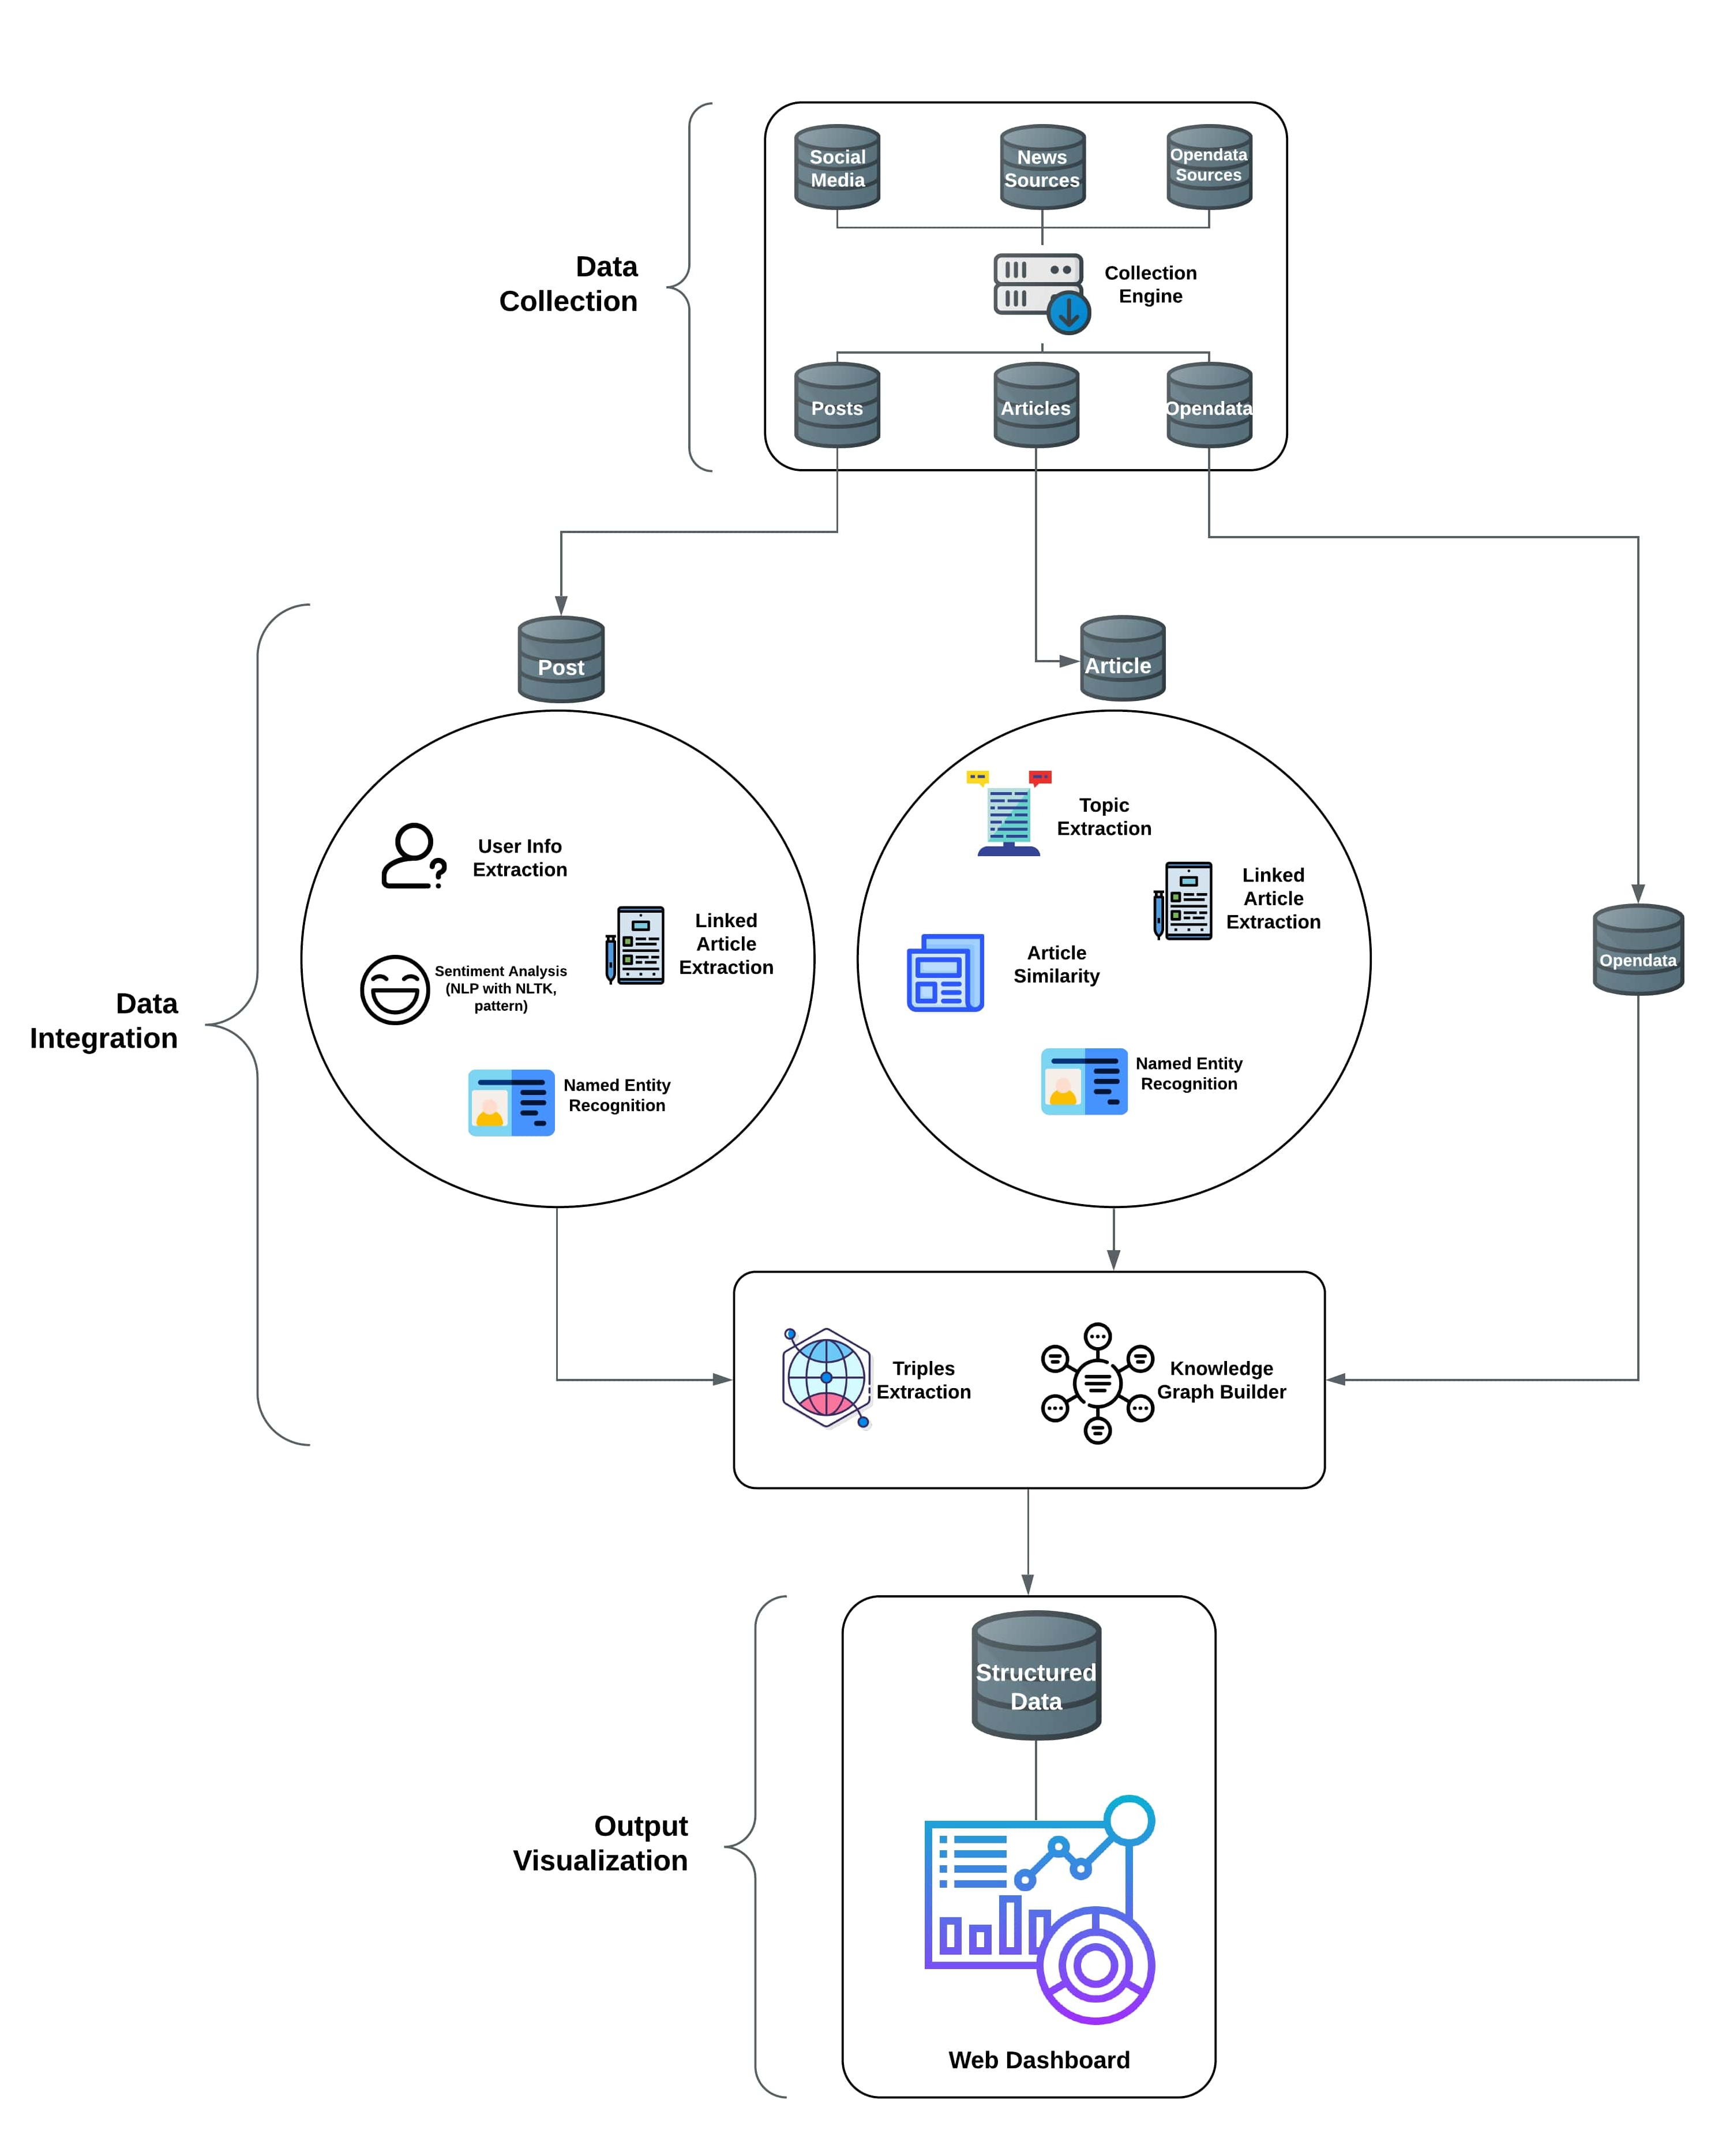 Social
Media
News
Sources
Opendata
Sources
Data
Collection
Collection
Engine
Posts
Articles
Opendata
Post
Article
User Info
Extraction
Linked
Article
Extraction
Sentiment Analysis
(NLP with NLTK,
pattern)
Named Entity
Recognition
Topic
Extraction
Linked
Article
Extraction
Article
Similarity
Named Entity
Recognition
Opendata
Data
Integration
Triples
Extraction
Knowledge
Graph Builder
Structured
Data
Output
Visualization
Web Dashboard